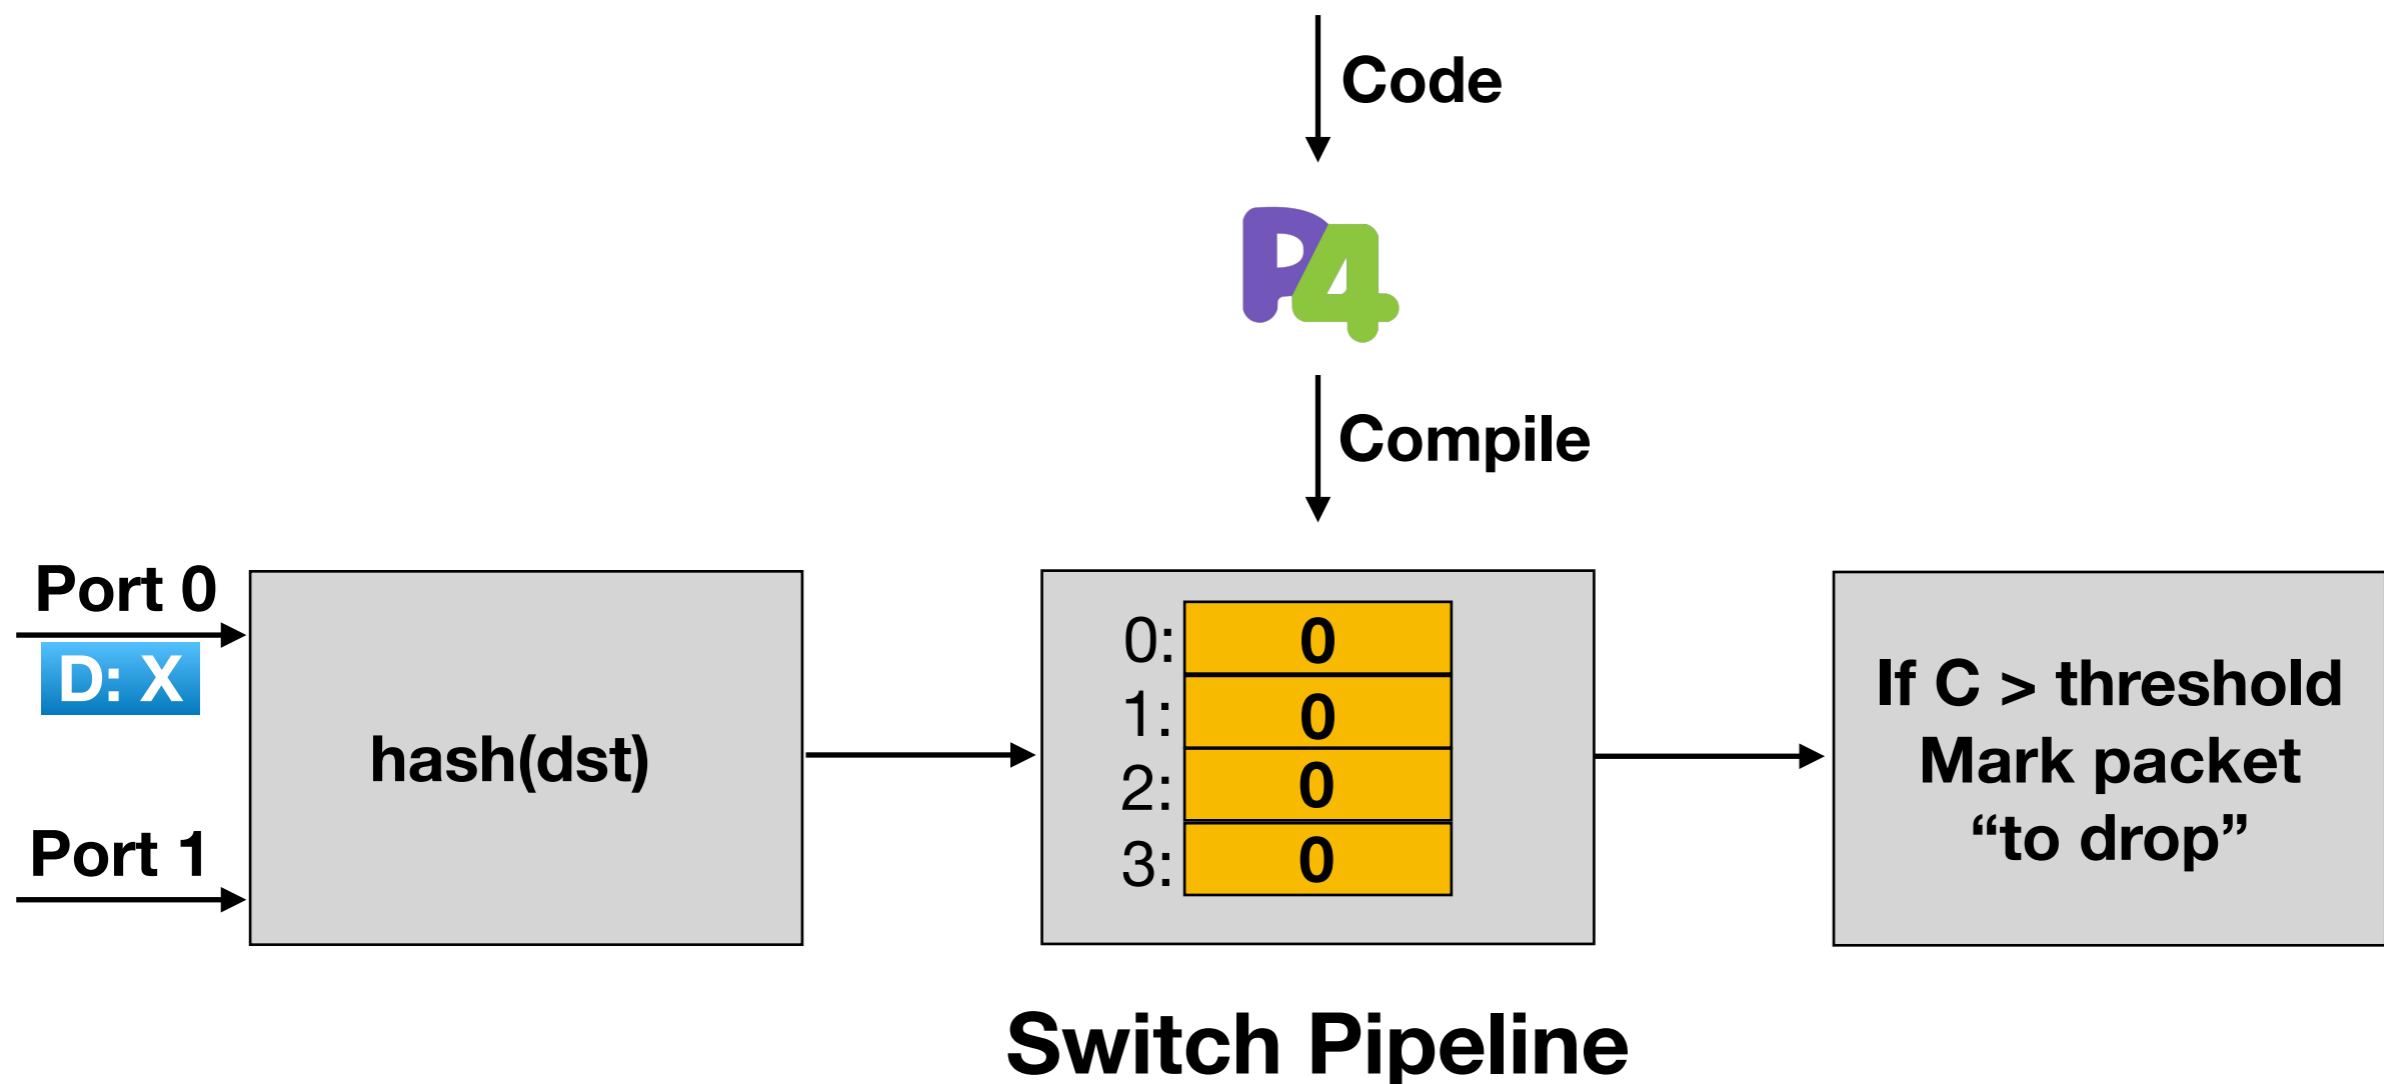 Code
P4
Compile
Port 0
D: X
Port 1
hash(dst)
0: 0
1: 0
2: 0
3: 0
If C > threshold
Mark packet
“to drop”
Switch Pipeline